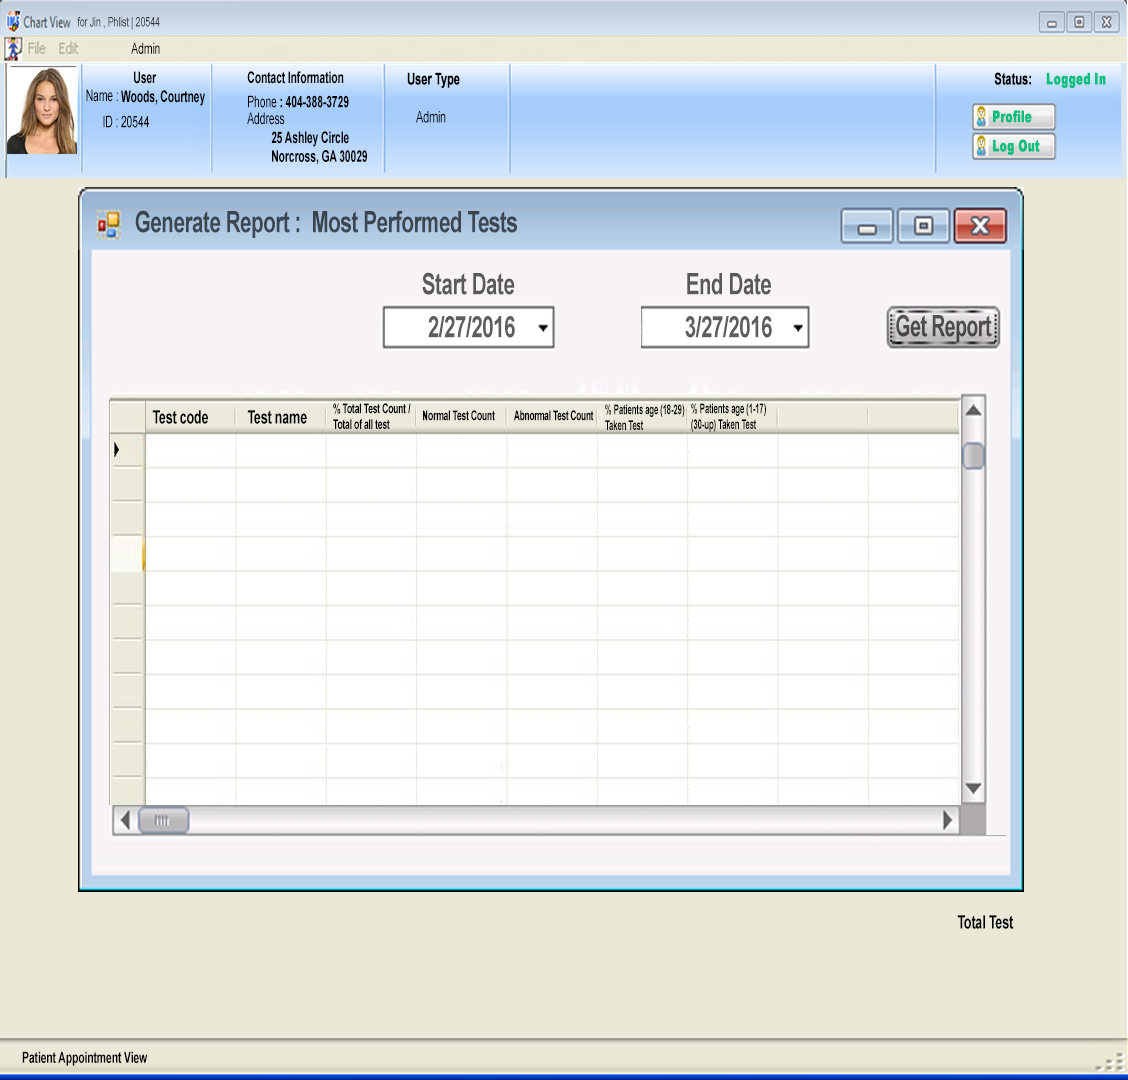 Chart View for Jin , Phlist | 20544
File Edit Admin
User
Name : Woods, Courtney
ID : 20544
Contact Information
Phone : 404-388-3729
Address
25 Ashley Circle
Norcross, GA 30029
User Type
Admin
Status: Logged In
Profile
Log Out
Generate Report : Most Performed Tests
Start Date
End Date
2/27/2016
3/27/2016
Get Report
Test code
Test name
% Total Test Count /
Total of all test
Normal Test Count
Abnormal Test Count
% Patients age (18-29)
Taken Test
% Patients age (1-17)
(30-up) Taken Test
Total Test
Patient Appointment View